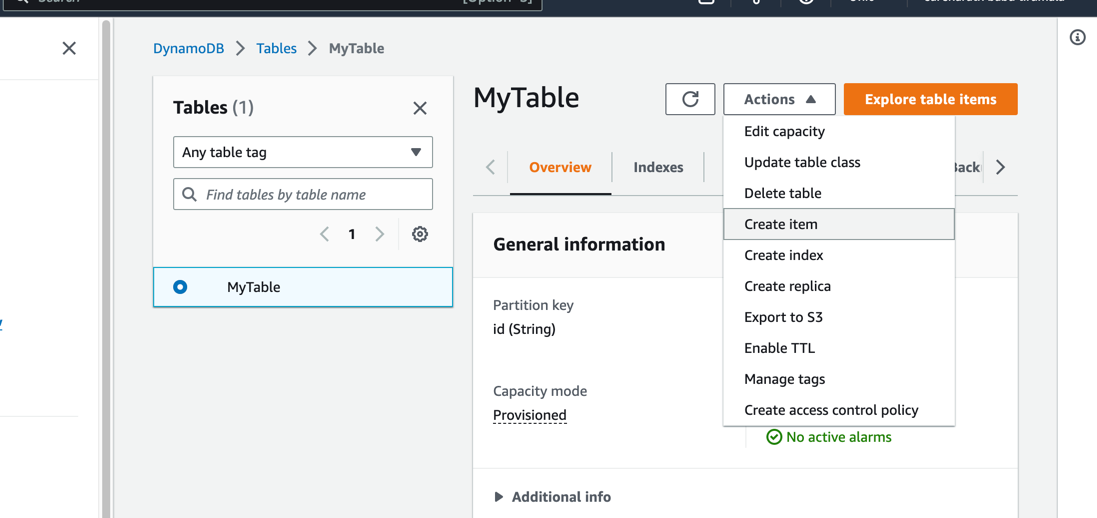 Search
[Option+S]
DynamoDB > Tables > MyTable
Tables (1)
Any table tag
Find tables by table name
1
MyTable
MyTable
Actions
Explore table items
Overview
Indexes
Back
Edit capacity
Update table class
Delete table
Create item
Create index
Create replica
Export to S3
Enable TTL
Manage tags
Create access control policy
General information
Partition key
id (String)
Capacity mode
Provisioned
No active alarms
Additional info